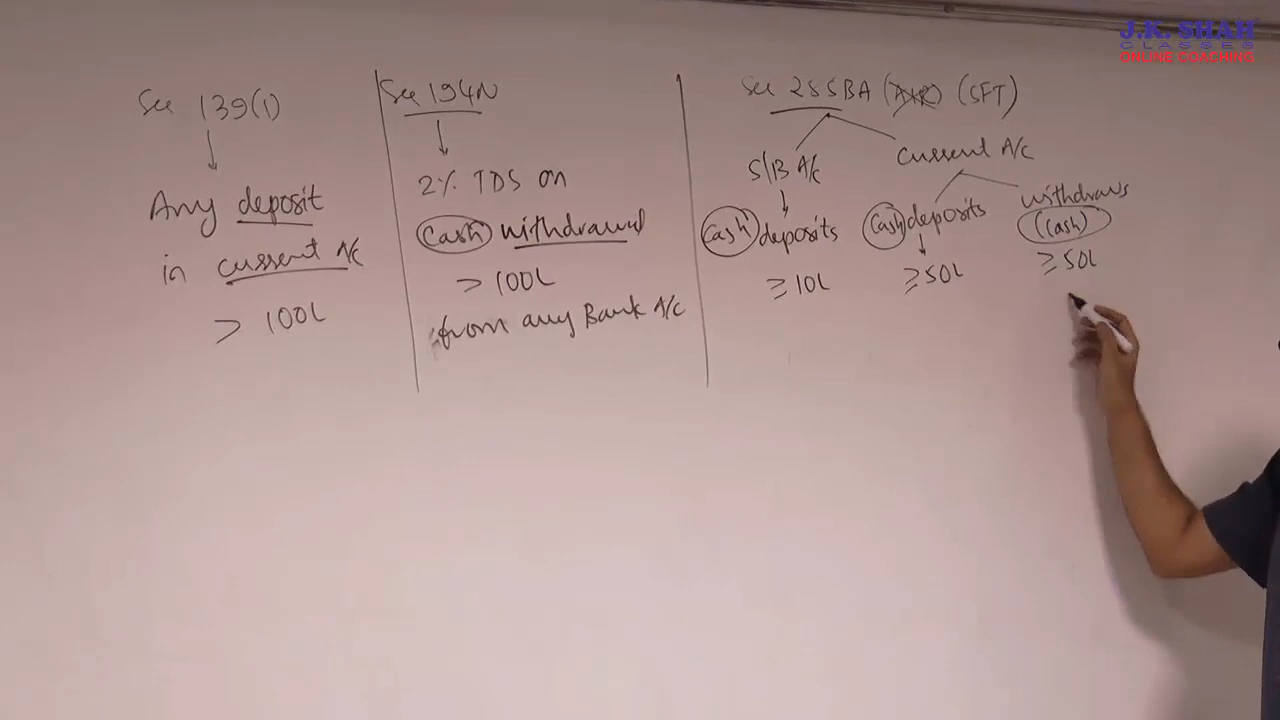 J.K. SHAH
CLASSES
ONLINE COACHING
Sec 139(1)
Any deposit
in current A/c
> 100L
Sec 194N
2% TDS on
Cash withdrawal
> 100L
from any Bank A/c
Sec 285BA (SFT)
S/B A/c
Cash deposits
≥ 10L
Current A/c
Cash deposits
≥ 50L
withdraws
(Cash)
≥ 50L